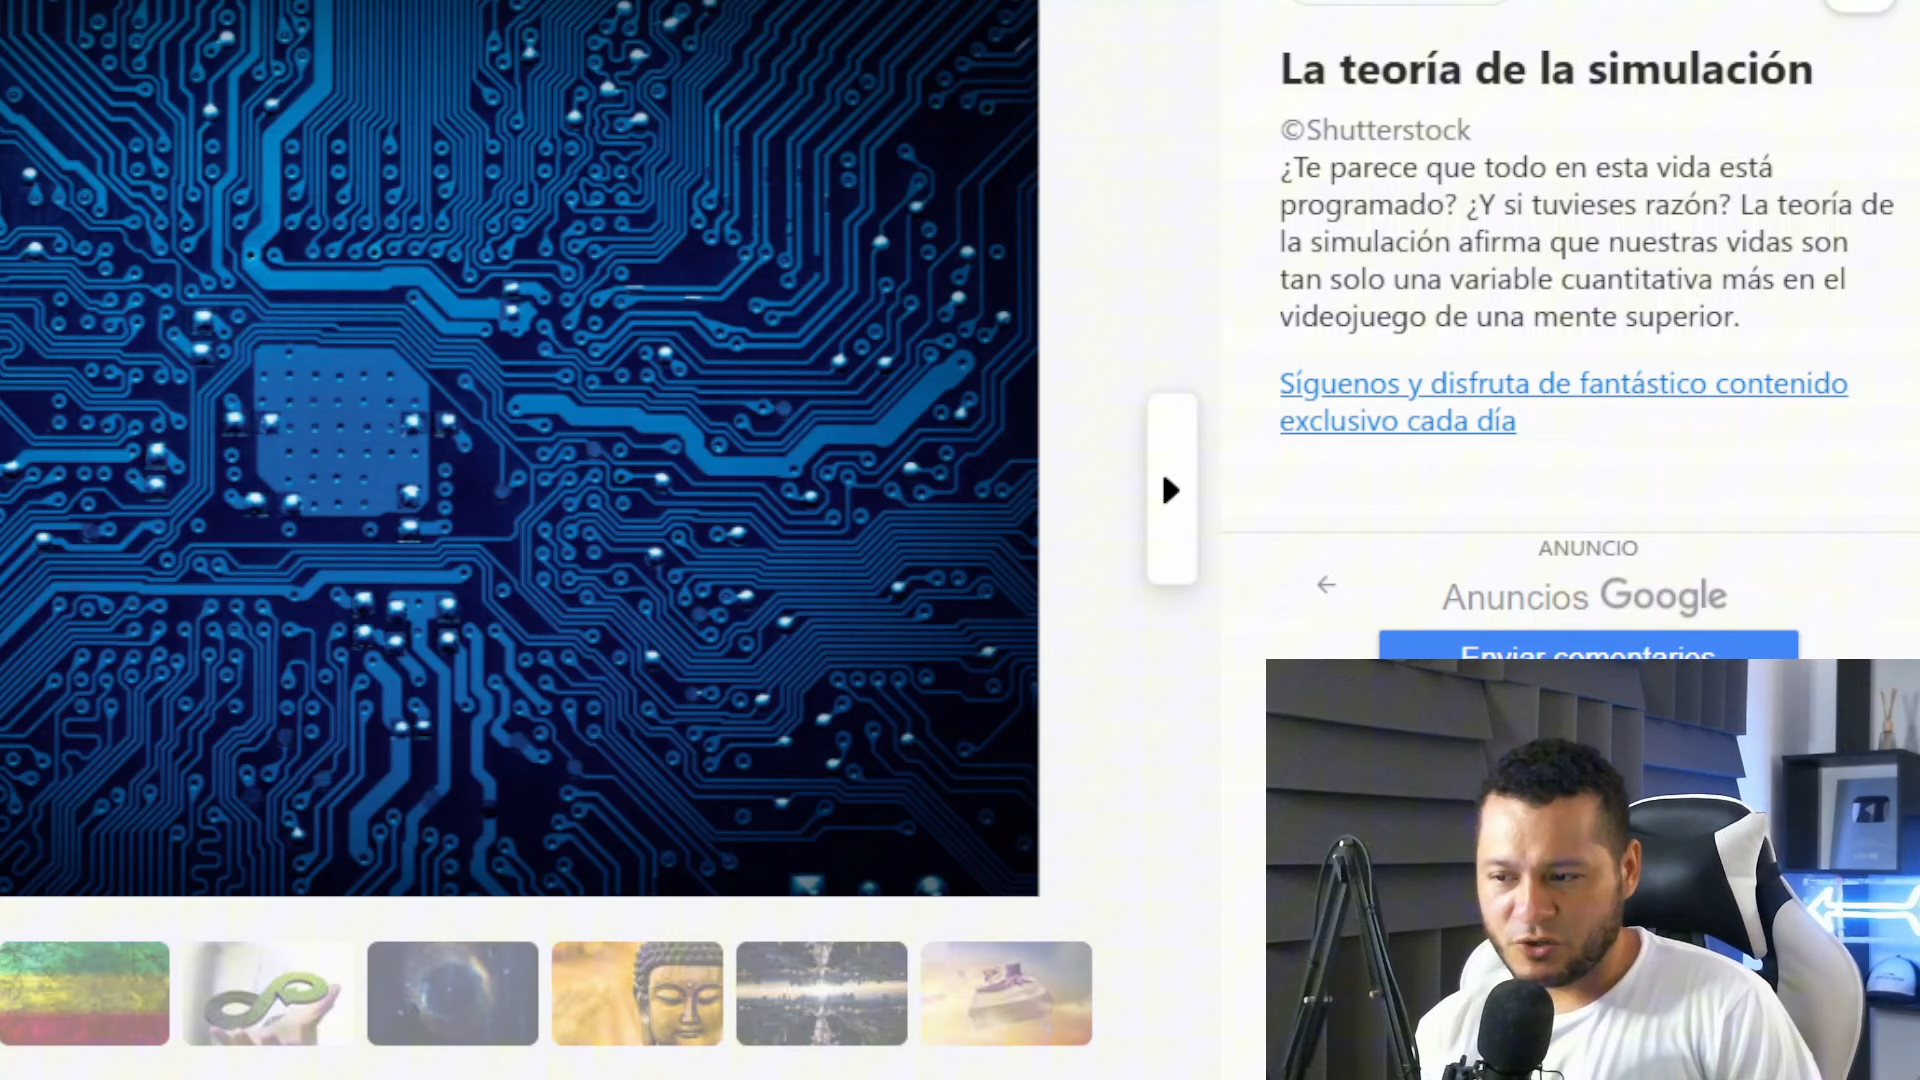 La teoría de la simulación
©Shutterstock
¿Te parece que todo en esta vida está
programado? ¿Y si tuvieses razón? La teoría de
la simulación afirma que nuestras vidas son
tan solo una variable cuantitativa más en el
videojuego de una mente superior.
Síguenos y disfruta de fantástico contenido
exclusivo cada día
ANUNCIO
Anuncios Google
Enviar comentarios